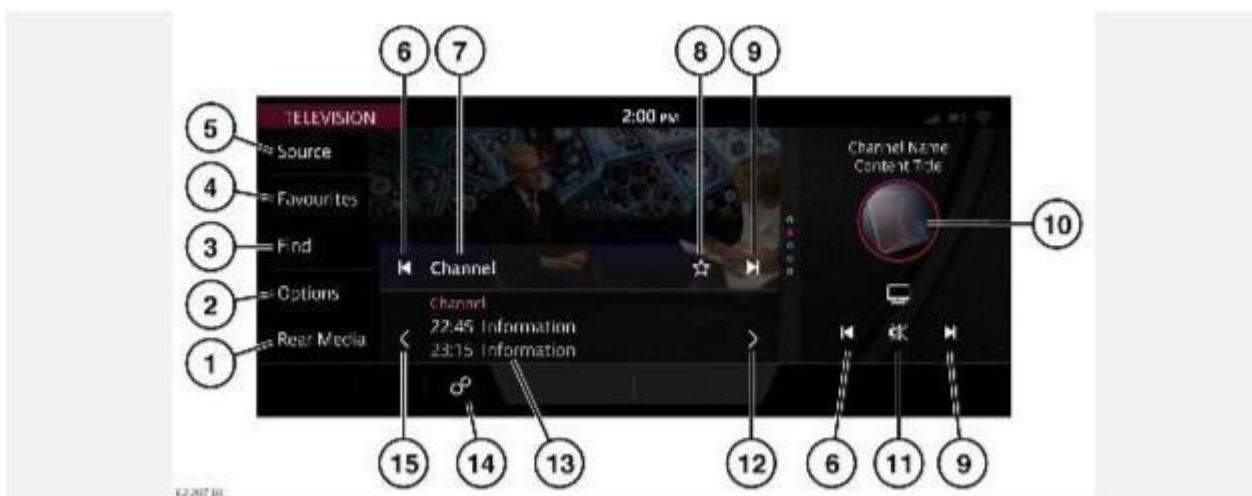 6 7 8 9
TELEVISION 2:00 PM
5 Source Channel Name
Content Title
4 Favourites
10
3 Find Channel
2 Options Channel
22:45 Information
1 Rear Media 23:15 Information
15 14 13 12 6 11 9